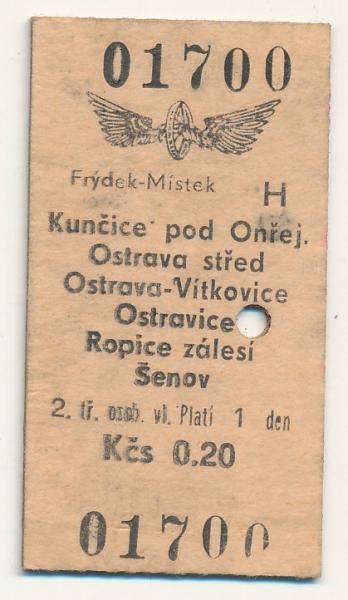 01700
Frýdek-Místek H
Kunčice pod Onřej.
Ostrava střed
Ostrava-Vítkovice
Ostravice
Ropice zálesí
Šenov
2. tř. osob. vl. Platí 1 den
Kčs 0.20
01700